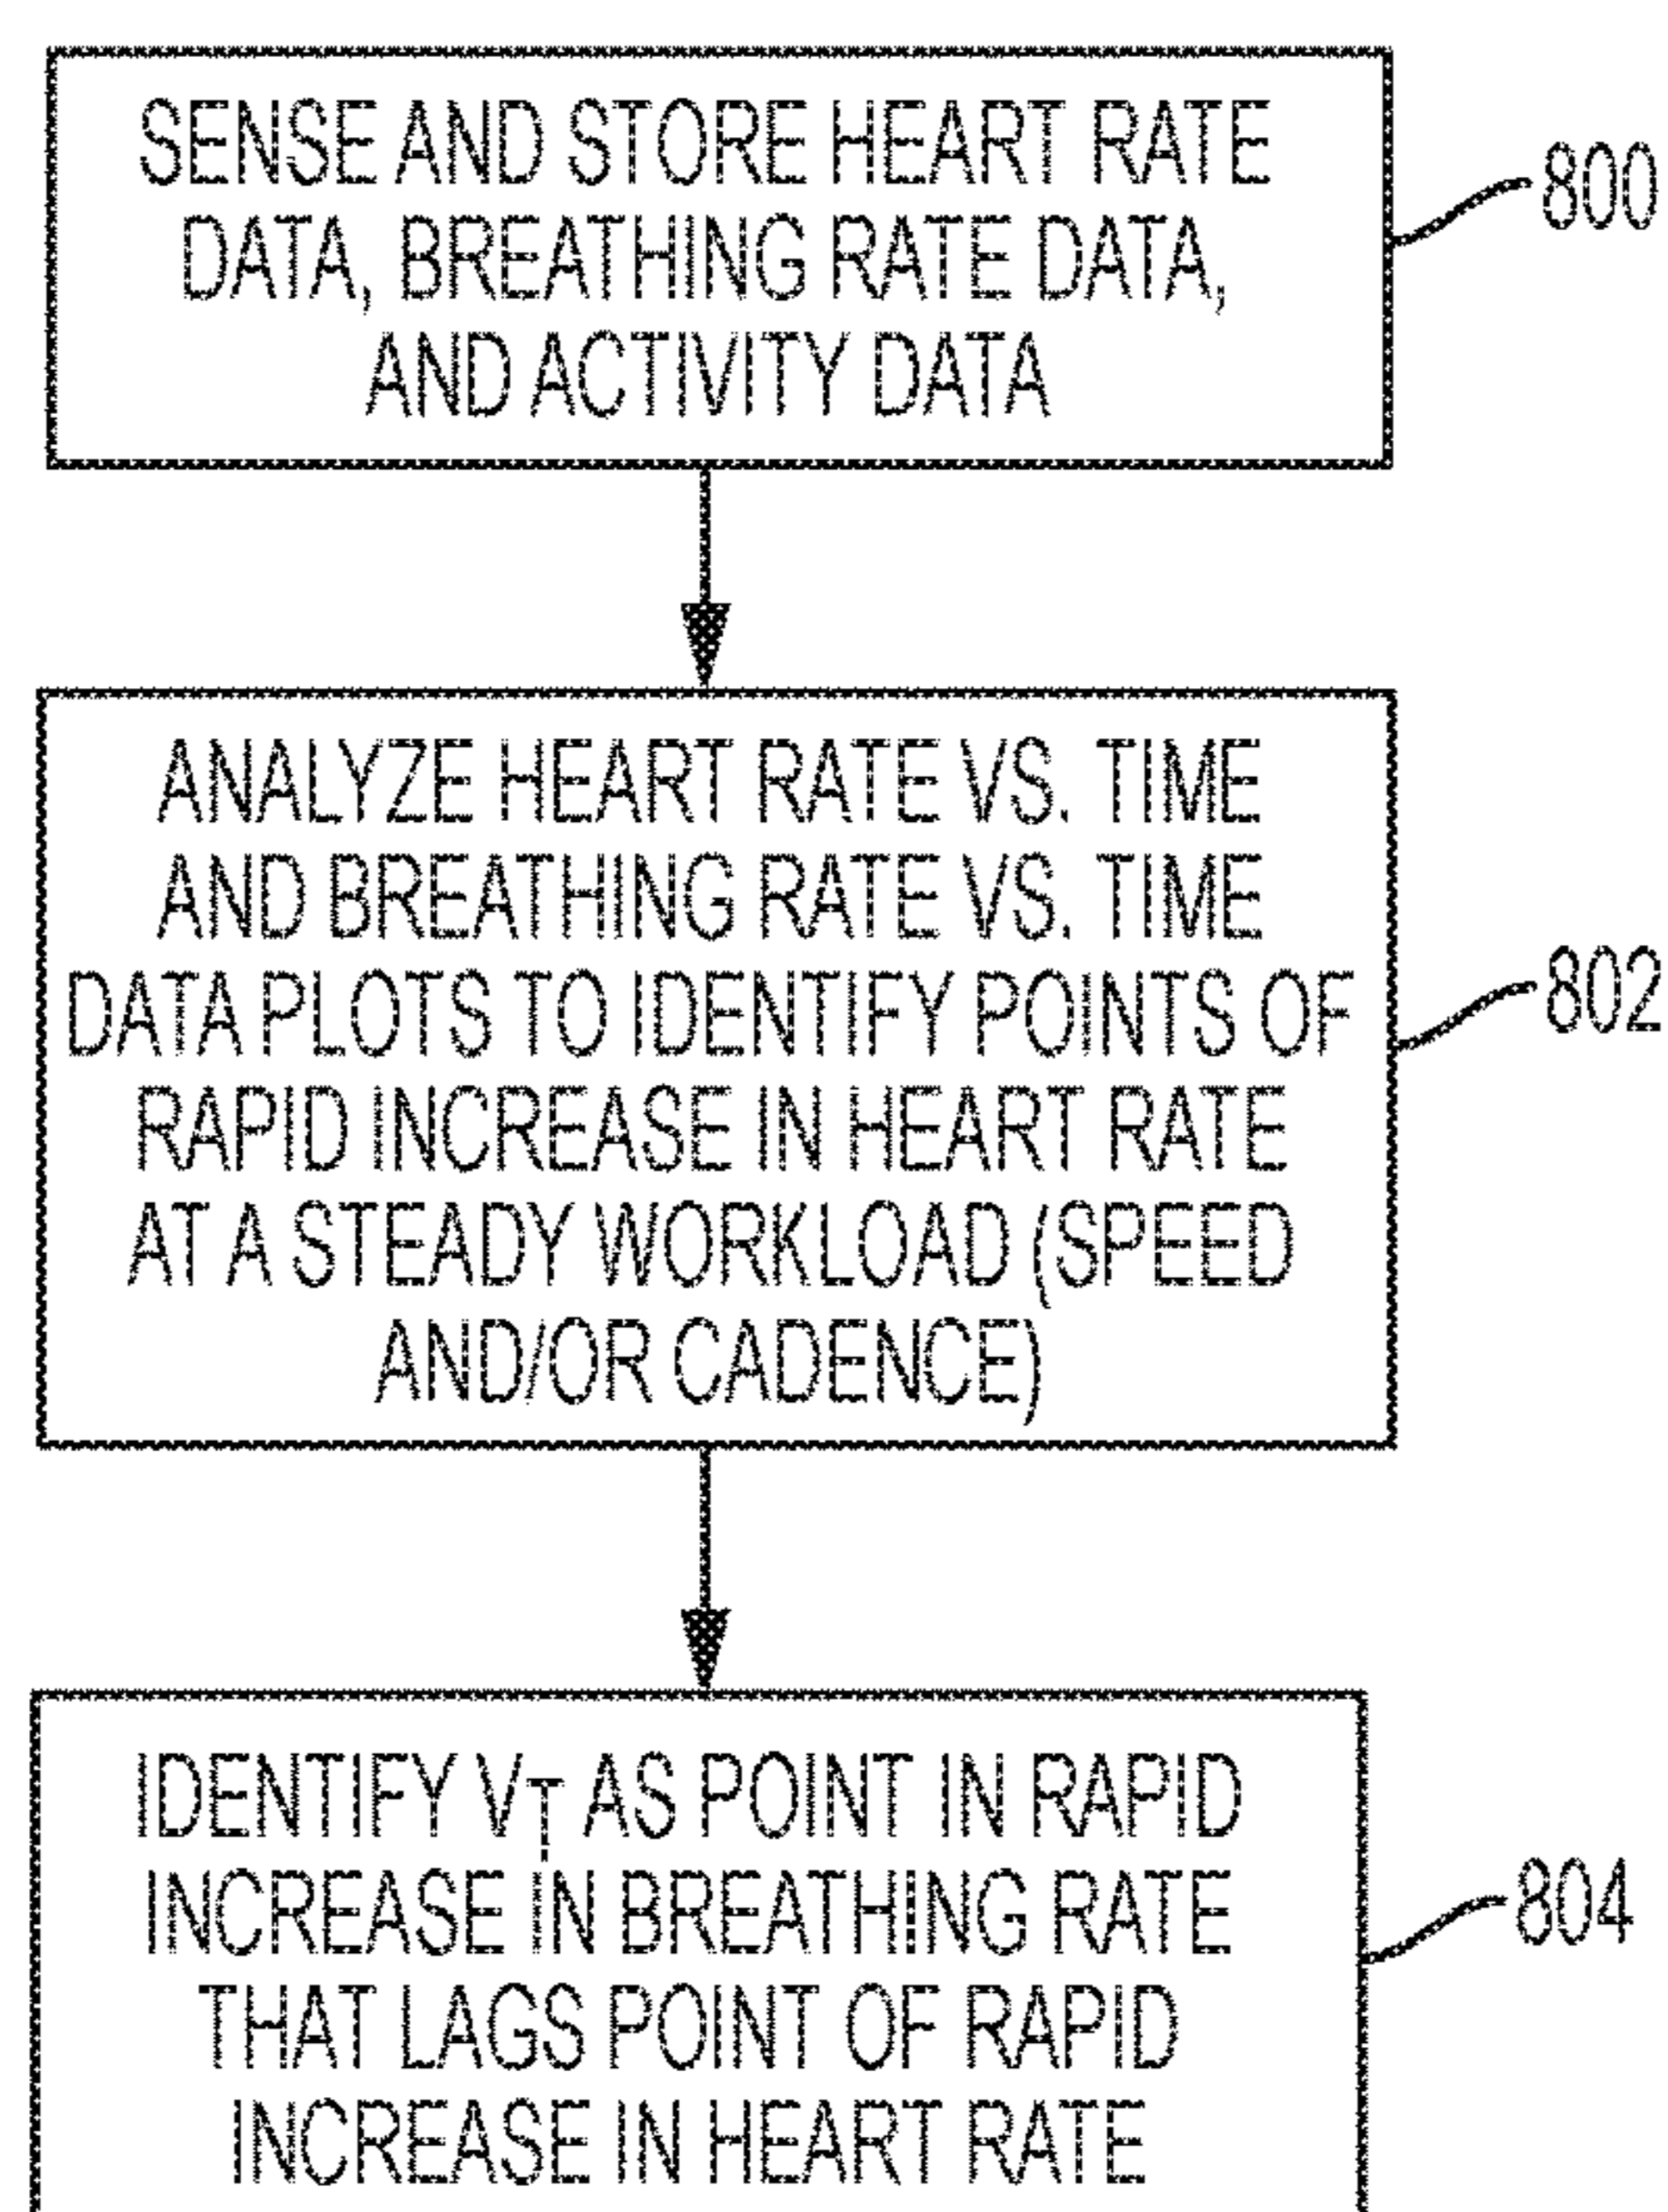 SENSE AND STORE HEART RATE
DATA, BREATHING RATE DATA,
AND ACTIVITY DATA
800
ANALYZE HEART RATE VS. TIME
AND BREATHING RATE VS. TIME
DATA PLOTS TO IDENTIFY POINTS OF
RAPID INCREASE IN HEART RATE
AT A STEADY WORKLOAD (SPEED
AND/OR CADENCE)
802
IDENTIFY VT AS POINT IN RAPID
INCREASE IN BREATHING RATE
THAT LAGS POINT OF RAPID
INCREASE IN HEART RATE
804